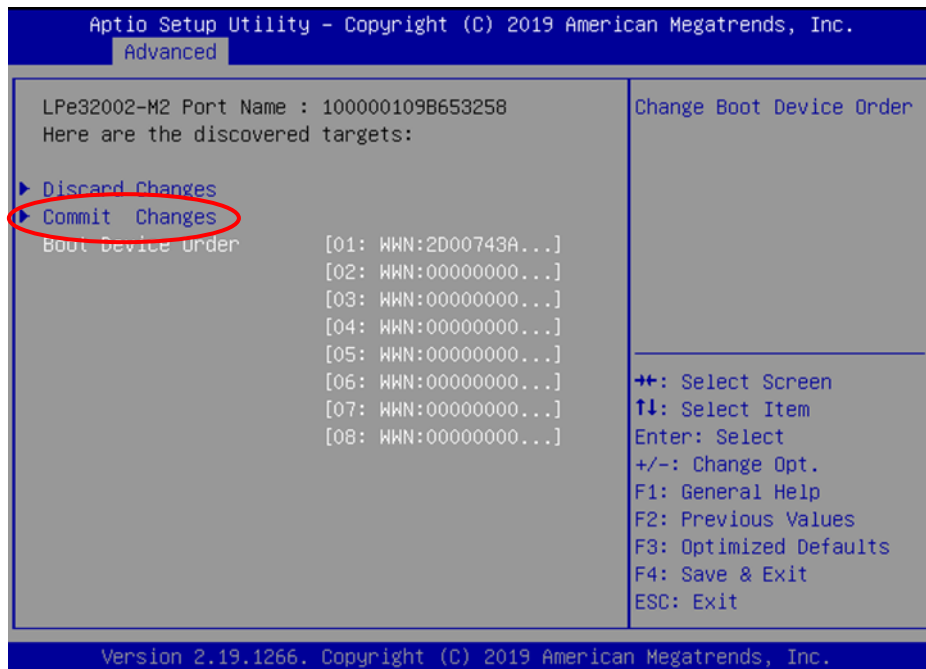 Aptio Setup Utility – Copyright (C) 2019 American Megatrends, Inc.
Advanced
LPe32002-M2 Port Name : 100000109B653258
Here are the discovered targets:
Discard Changes
Commit  Changes
Boot Device Order [01: WWN:2D00743A...]
[02: WWN:00000000...]
[03: WWN:00000000...]
[04: WWN:00000000...]
[05: WWN:00000000...]
[06: WWN:00000000...]
[07: WWN:00000000...]
[08: WWN:00000000...]
Change Boot Device Order
→←: Select Screen
↑↓: Select Item
Enter: Select
+/-: Change Opt.
F1: General Help
F2: Previous Values
F3: Optimized Defaults
F4: Save & Exit
ESC: Exit
Version 2.19.1266. Copyright (C) 2019 American Megatrends, Inc.